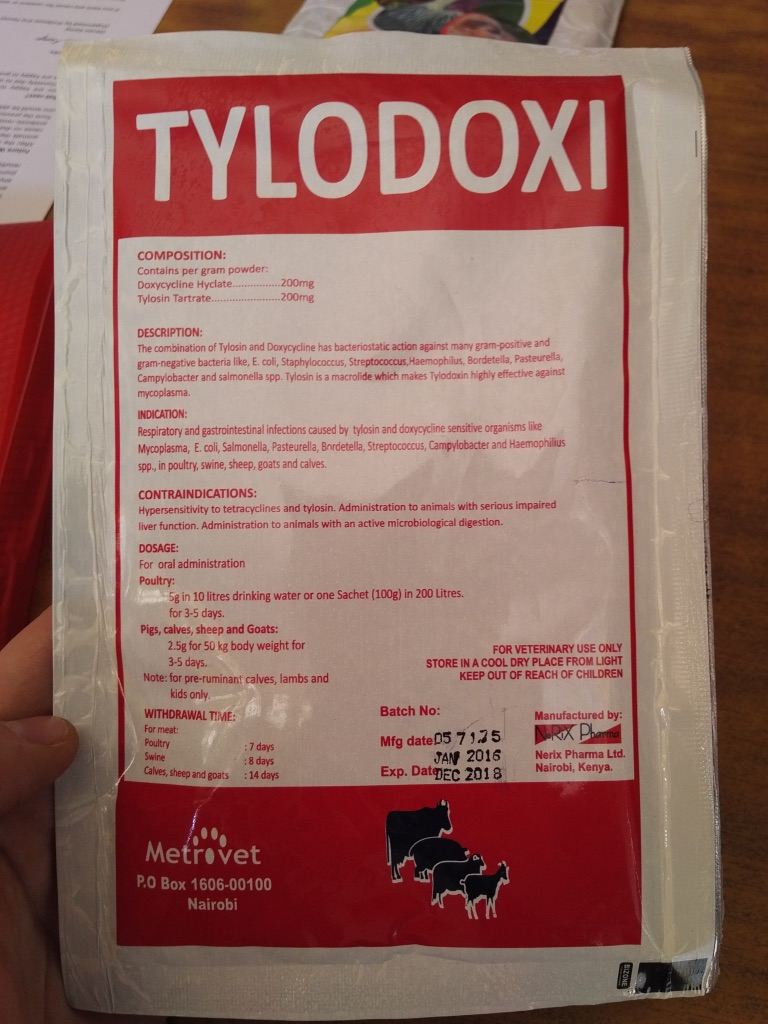 TYLODOXI
COMPOSITION:
Contains per gram powder:
Doxycycline Hyclate................200mg
Tylosin Tartrate.......................200mg
DESCRIPTION:
The combination of Tylosin and Doxycycline has bacteriostatic action against many gram-positive and
gram-negative bacteria like, E. coli, Staphylococcus, Streptococcus,Haemophilus, Bordetella, Pasteurella,
Campylobacter and salmonella spp. Tylosin is a macrolide which makes Tylodoxin highly effective against
mycoplasma.
INDICATION:
Respiratory and gastrointestinal infections caused by tylosin and doxycycline sensitive organisms like
Mycoplasma, E. coli, Salmonella, Pasteurella, Bordetella, Streptococcus, Campylobacter and Haemophilius
spp., in poultry, swine, sheep, goats and calves.
CONTRAINDICATIONS:
Hypersensitivity to tetracyclines and tylosin. Administration to animals with serious impaired
liver function. Administration to animals with an active microbiological digestion.
DOSAGE:
For oral administration
Poultry:
5g in 10 litres drinking water or one Sachet (100g) in 200 Litres.
for 3-5 days.
Pigs, calves, sheep and Goats:
2.5g for 50 kg body weight for
3-5 days.
Note: for pre-ruminant calves, lambs and
kids only.
FOR VETERINARY USE ONLY
STORE IN A COOL DRY PLACE FROM LIGHT
KEEP OUT OF REACH OF CHILDREN
WITHDRAWAL TIME:
For meat:
Poultry : 7 days
Swine : 8 days
Calves, sheep and goats : 14 days
Batch No:
Mfg date JAN 2016
Exp. Date DEC 2018
Manufactured by:
NeRiX Pharma
Nerix Pharma Ltd.
Nairobi, Kenya.
Metrovet
P.O Box 1606-00100
Nairobi
BIZONE